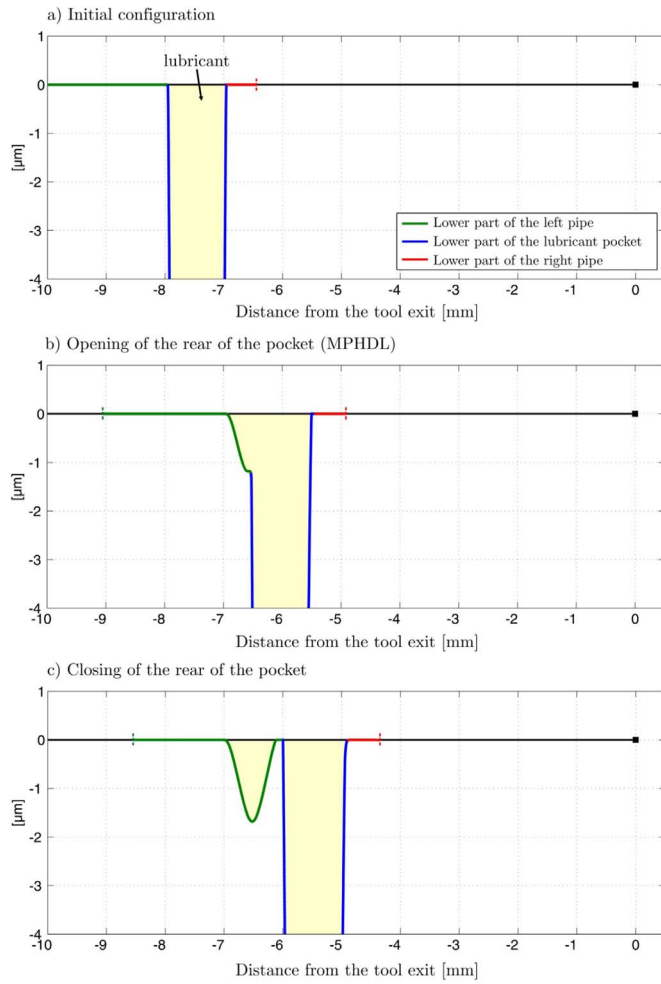 a) Initial configuration
1
0
-1
-2
-3
-4
[µm]
lubricant
Lower part of the left pipe
Lower part of the lubricant pocket
Lower part of the right pipe
-10 -9 -8 -7 -6 -5 -4 -3 -2 -1 0
Distance from the tool exit [mm]
b) Opening of the rear of the pocket (MPHDL)
1
0
-1
-2
-3
-4
[µm]
-10 -9 -8 -7 -6 -5 -4 -3 -2 -1 0
Distance from the tool exit [mm]
c) Closing of the rear of the pocket
1
0
-1
-2
-3
-4
[µm]
-10 -9 -8 -7 -6 -5 -4 -3 -2 -1 0
Distance from the tool exit [mm]